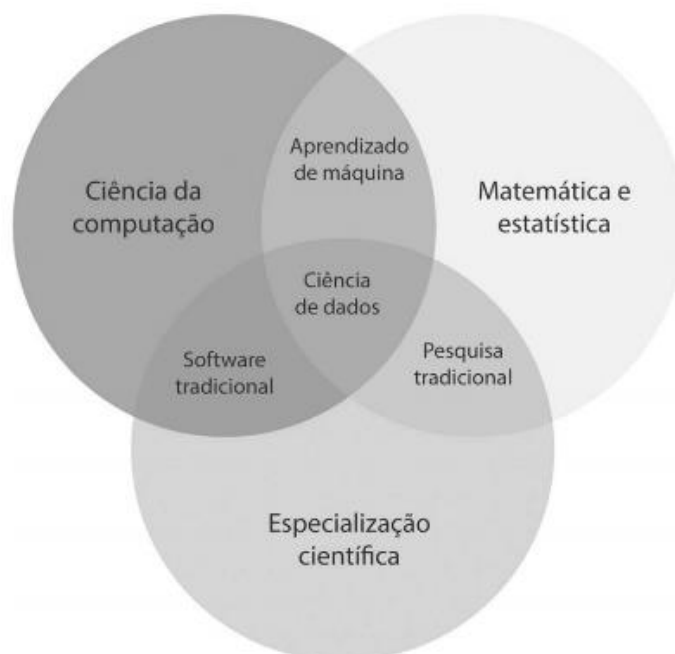 Aprendizado
de máquina
Ciência da
computação
Matemática e
estatística
Ciência
de dados
Software
tradicional
Pesquisa
tradicional
Especialização
científica